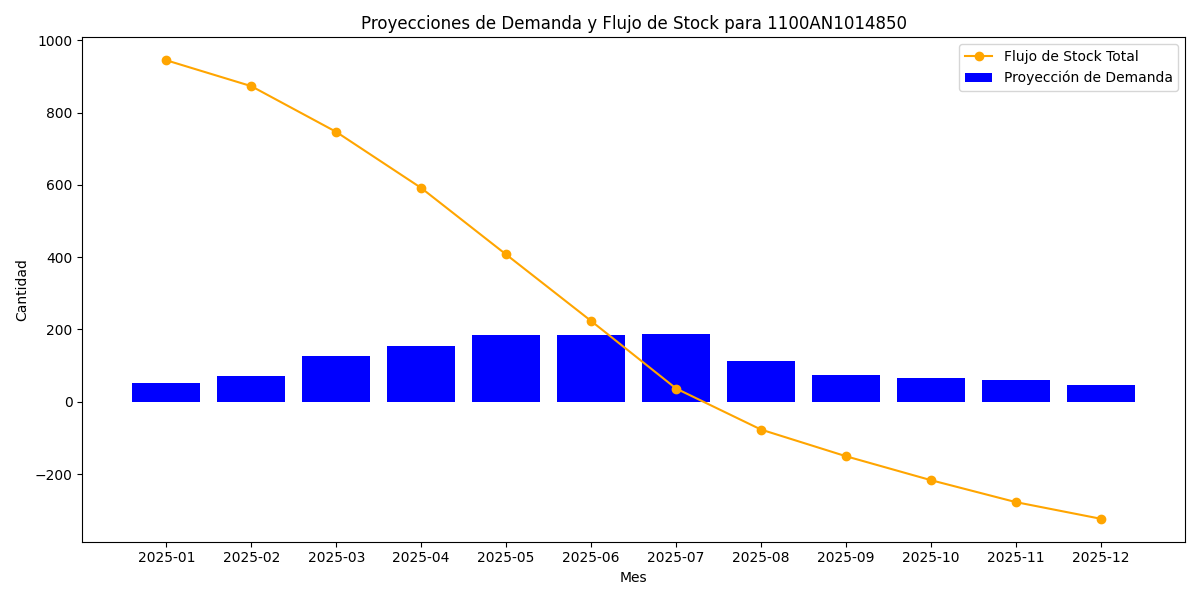 Proyecciones de Demanda y Flujo de Stock para 1100AN1014850
Flujo de Stock Total
Proyección de Demanda
Cantidad
1000
800
600
400
200
0
−200
2025-01 2025-02 2025-03 2025-04 2025-05 2025-06 2025-07 2025-08 2025-09 2025-10 2025-11 2025-12
Mes